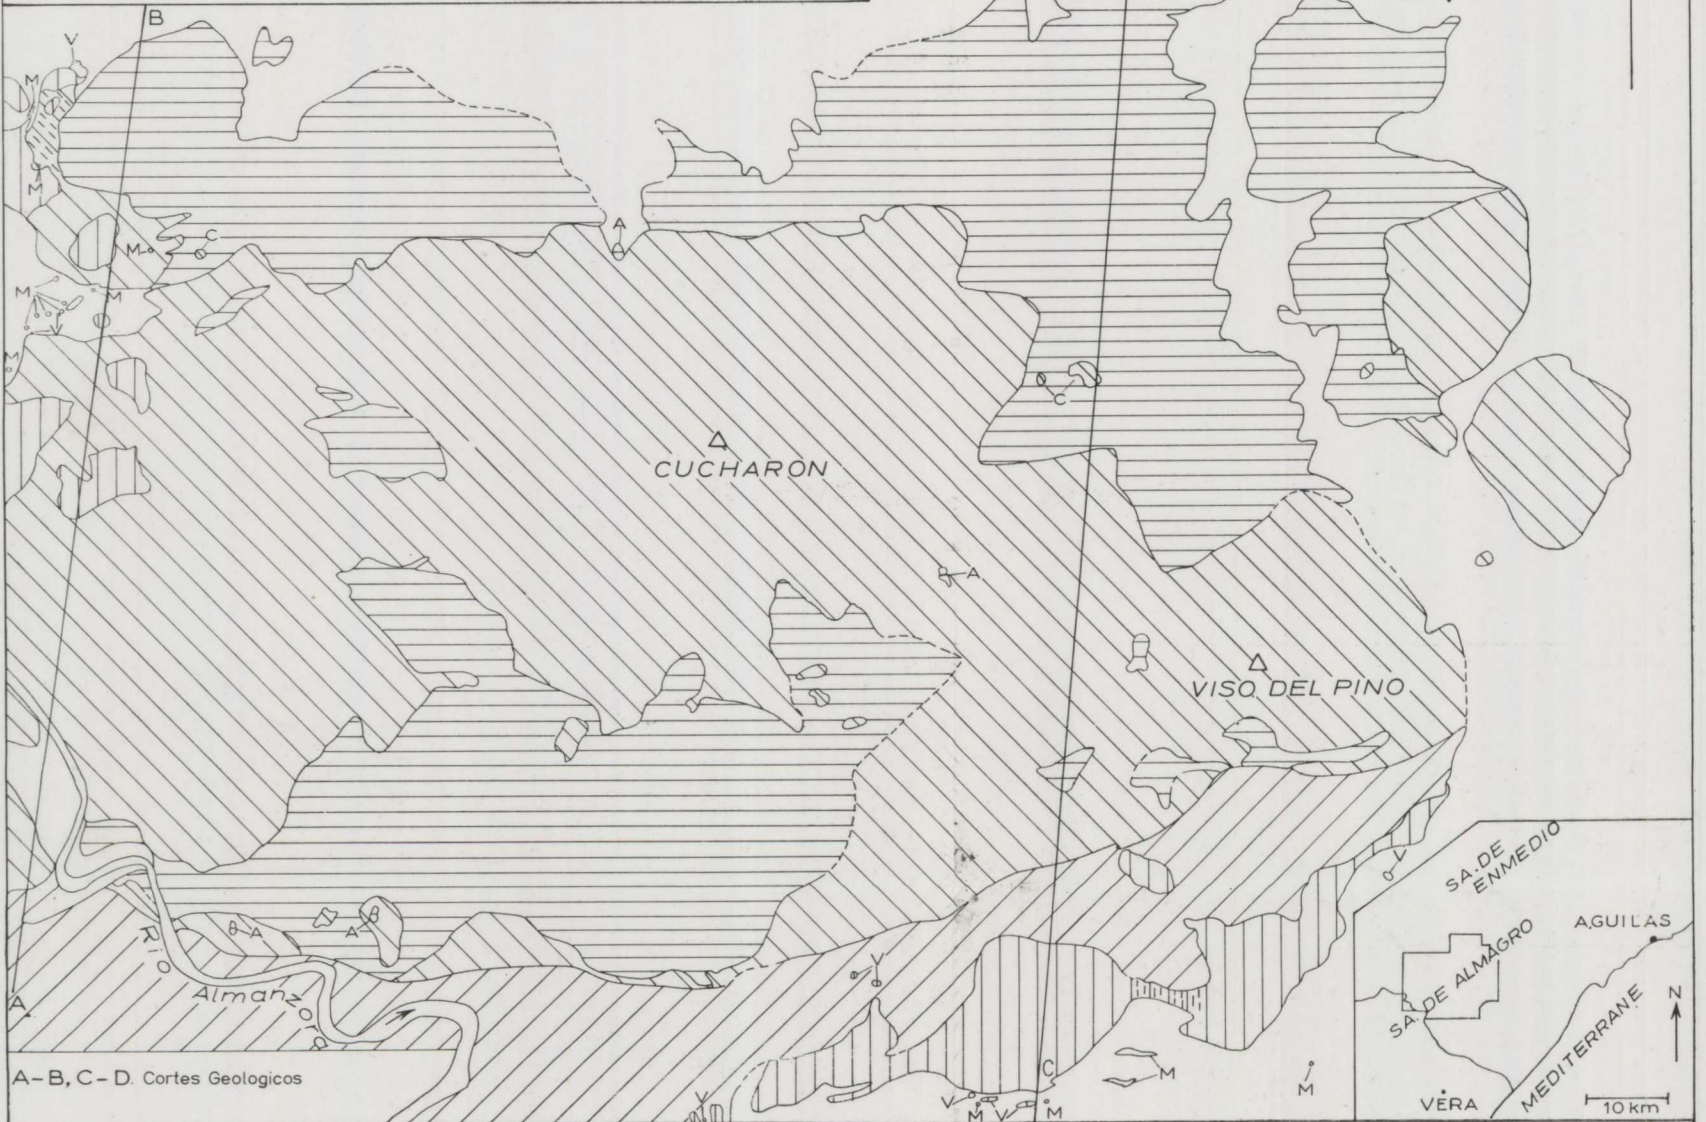 B
V
M
M
A
M
C
M
M
V
M
C
CUCHARON
A
VISO DEL PINO
V
A
A
Rio
Almanzora
A
V
C
M
M
V
V
M
V
M
A-B, C-D. Cortes Geologicos
SA. DE
ENMEDIO
AGUILAS
SA. DE ALMAGRO
N
MEDITERRANE
VERA
10 km